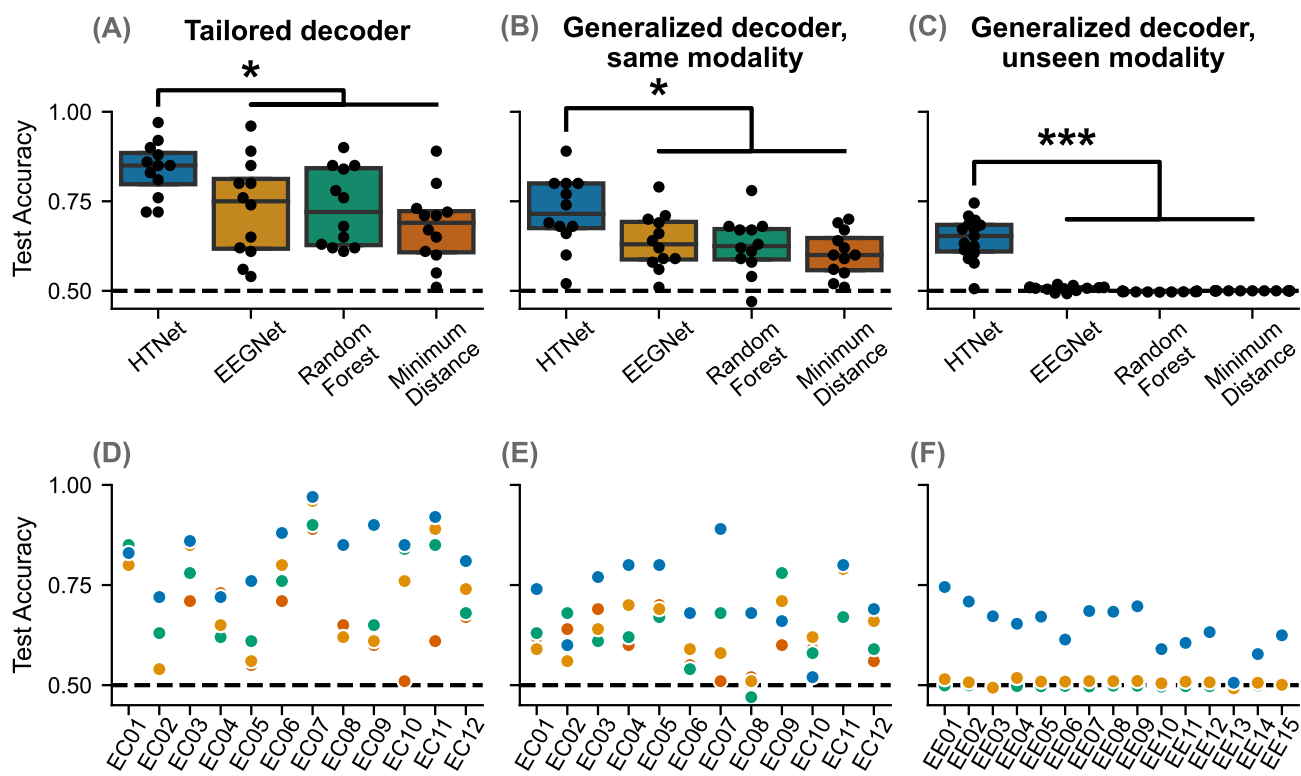 (A) Tailored decoder
(B) Generalized decoder,
same modality
(C) Generalized decoder,
unseen modality
*
*
***
Test Accuracy
1.00
0.75
0.50
HTNet
EEGNet
Random
Forest
Minimum
Distance
HTNet
EEGNet
Random
Forest
Minimum
Distance
HTNet
EEGNet
Random
Forest
Minimum
Distance
(D)
(E)
(F)
Test Accuracy
1.00
0.75
0.50
EC01
EC02
EC03
EC04
EC05
EC06
EC07
EC08
EC09
EC10
EC11
EC12
EC01
EC02
EC03
EC04
EC05
EC06
EC07
EC08
EC09
EC10
EC11
EC12
EE01
EE02
EE03
EE04
EE05
EE06
EE07
EE08
EE09
EE10
EE11
EE12
EE13
EE14
EE15